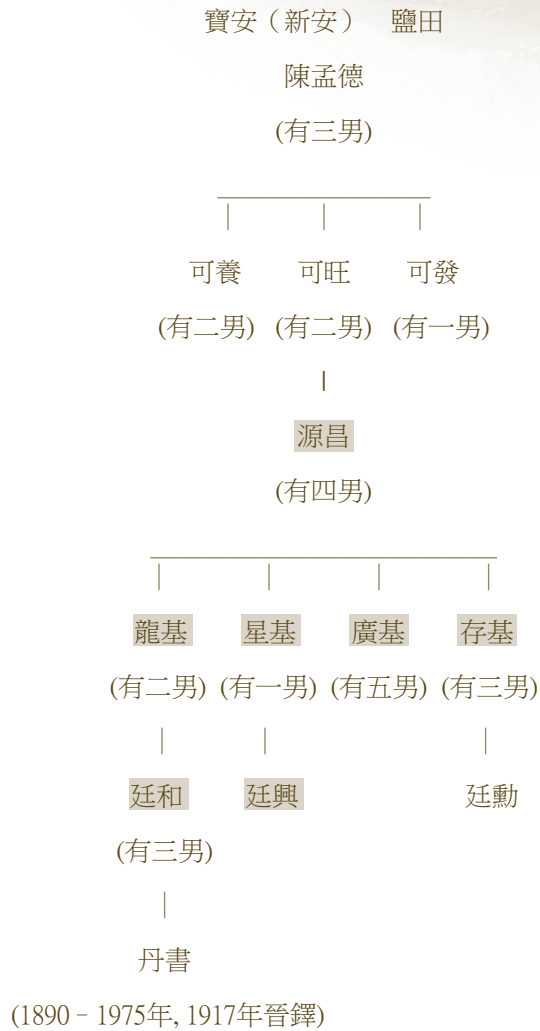 寶安（新安） 鹽田
陳孟德
(有三男)
可養 可旺 可發
(有二男) (有二男) (有一男)
源昌
(有四男)
龍基 星基 廣基 存基
(有二男) (有一男) (有五男) (有三男)
廷和 廷興 廷勳
(有三男)
丹書
(1890–1975年, 1917年晉鐸)